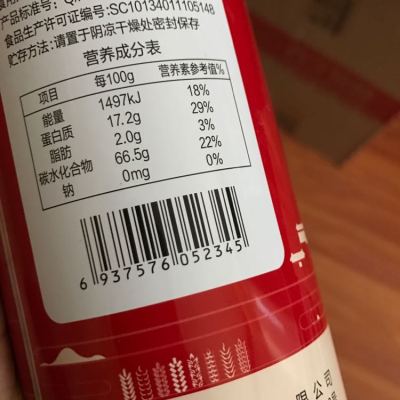 产品标准号：Q
食品生产许可证编号:SC10134011105148
贮存方法:请置于阴凉干燥处密封保存
营养成分表
项目 每100g 营养素参考值%
能量 1497kJ 18%
蛋白质 17.2g 29%
脂肪 2.0g 3%
碳水化合物 66.5g 22%
钠 0mg 0%
6 937576 052345
限公司